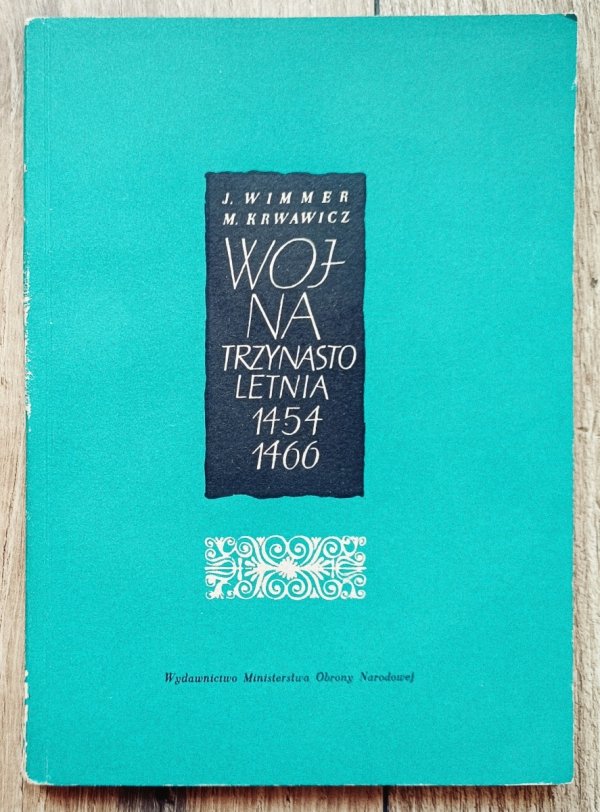 J. WIMMER
M. KRWAWICZ
WOJ-
NA
TRZYNASTO
LETNIA
1454
1466
Wydawnictwo Ministerstwa Obrony Narodowej